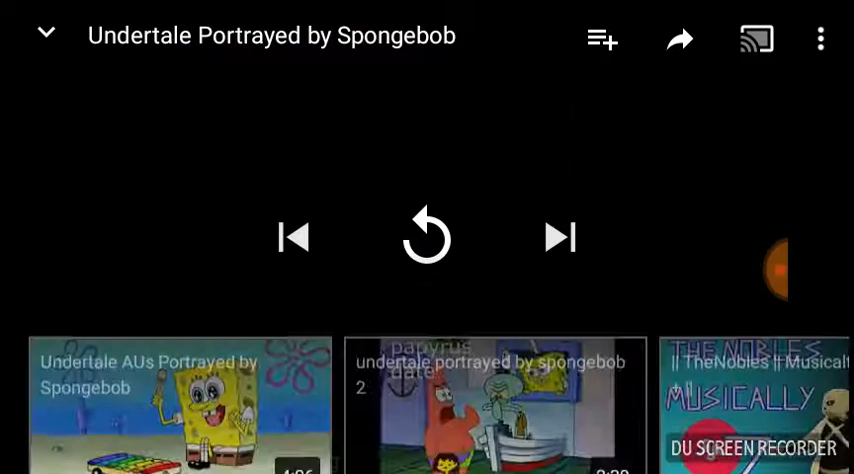 Undertale Portrayed by Spongebob
Undertale AUs Portrayed by
Spongebob
papyrus
date
undertale portrayed by spongebob
2
THE NOBLES
|| TheNobles || Musicalt
MUSICALLY
DU SCREEN RECORDER